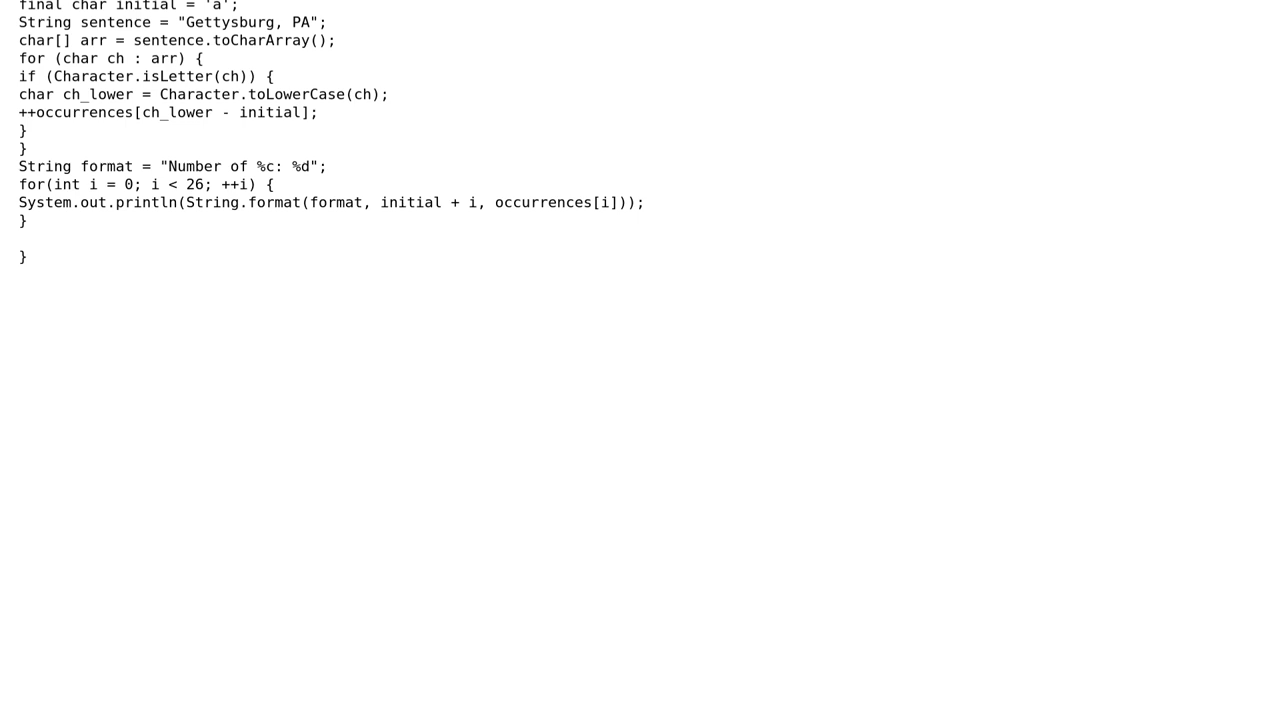 final char initial = 'a';
String sentence = "Gettysburg, PA";
char[] arr = sentence.toCharArray();
for (char ch : arr) {
if (Character.isLetter(ch)) {
char ch_lower = Character.toLowerCase(ch);
++occurrences[ch_lower - initial];
}
}
String format = "Number of %c: %d";
for(int i = 0; i < 26; ++i) {
System.out.println(String.format(format, initial + i, occurrences[i]));
}
}